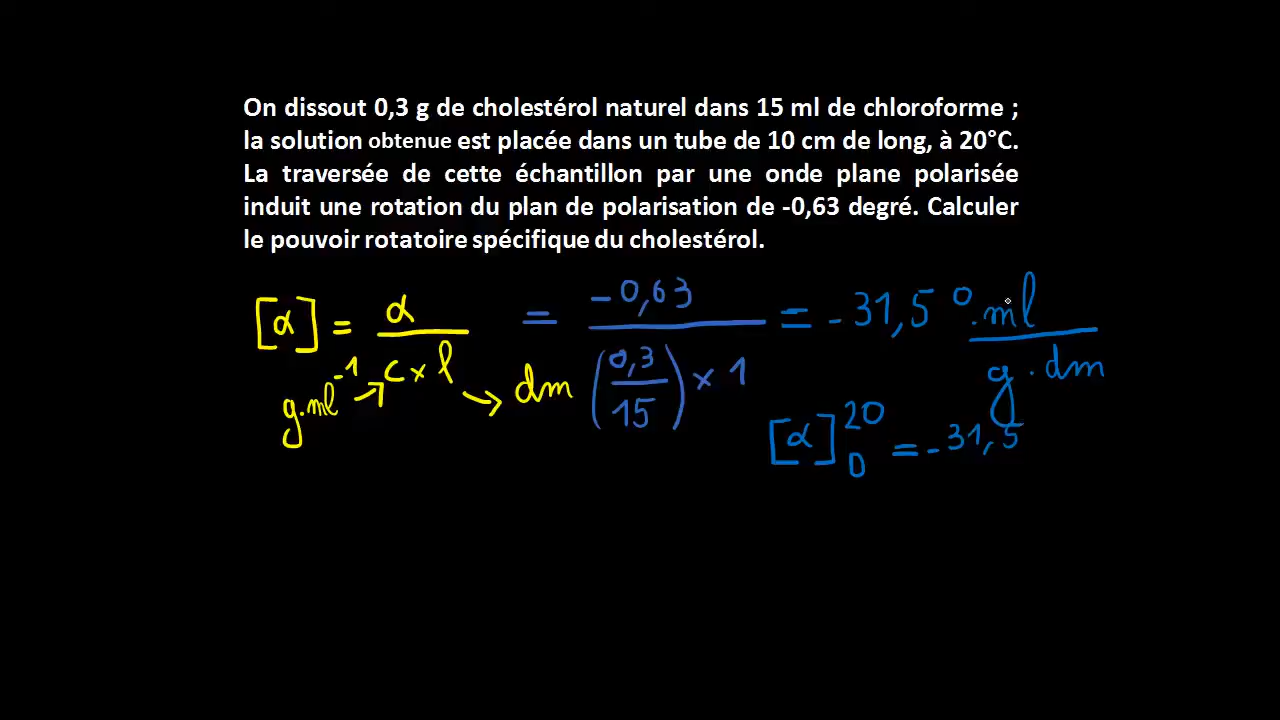 On dissout 0,3 g de cholestérol naturel dans 15 ml de chloroforme ;
la solution obtenue est placée dans un tube de 10 cm de long, à 20°C.
La traversée de cette échantillon par une onde plane polarisée
induit une rotation du plan de polarisation de -0,63 degré. Calculer
le pouvoir rotatoire spécifique du cholestérol.
[α] = α / (c × l) = -0,63 / ((0,3/15) × 1) = -31,5 °.ml / g.dm
g.ml⁻¹ → c
l → dm
[α]²⁰D = -31,5